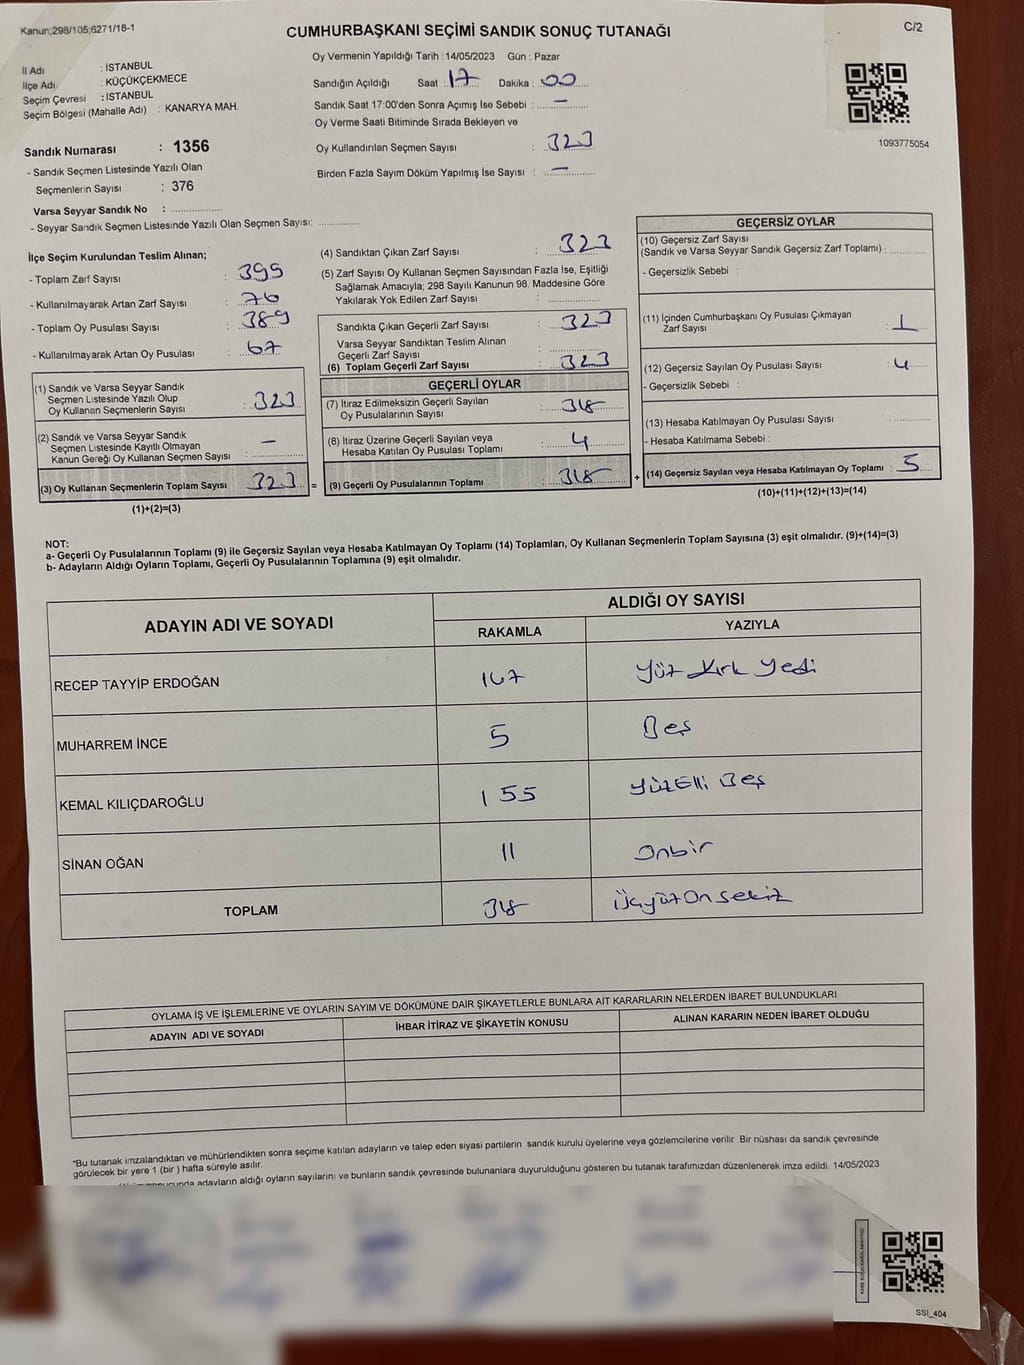 Kanun;298/105;6271/16-1
CUMHURBAŞKANI SEÇİMİ SANDIK SONUÇ TUTANAĞI
C/2
Oy Vermenin Yapıldığı Tarih : 14/05/2023 Gün : Pazar
İl Adı : İSTANBUL
İlçe Adı : KÜÇÜKÇEKMECE
Seçim Çevresi : İSTANBUL
Seçim Bölgesi (Mahalle Adı) : KANARYA MAH.
Sandığın Açıldığı Saat : 17 Dakika : 00
Sandık Saat 17:00'den Sonra Açımış İse Sebebi : –
Oy Verme Saati Bitiminde Sırada Bekleyen ve
Oy Kullandırılan Seçmen Sayısı : 323
Birden Fazla Sayım Döküm Yapılmış İse Sayısı : –
1093775054
Sandık Numarası : 1356
- Sandık Seçmen Listesinde Yazılı Olan
Seçmenlerin Sayısı : 376
Varsa Seyyar Sandık No :
- Seyyar Sandık Seçmen Listesinde Yazılı Olan Seçmen Sayısı:
İlçe Seçim Kurulundan Teslim Alınan;
- Toplam Zarf Sayısı : 399
- Kullanılmayarak Artan Zarf Sayısı : 76
- Toplam Oy Pusulası Sayısı : 389
- Kullanılmayarak Artan Oy Pusulası : 67
(1) Sandık ve Varsa Seyyar Sandık
Seçmen Listesinde Yazılı Olup
Oy Kullanan Seçmenlerin Sayısı : 323
(2) Sandık ve Varsa Seyyar Sandık
Seçmen Listesinde Kayıtlı Olmayan
Kanun Gereği Oy Kullanan Seçmen Sayısı : –
(3) Oy Kullanan Seçmenlerin Toplam Sayısı : 323
(1)+(2)=(3)
(4) Sandıktan Çıkan Zarf Sayısı : 323
(5) Zarf Sayısı Oy Kullanan Seçmen Sayısından Fazla İse, Eşitliği
Sağlamak Amacıyla; 298 Sayılı Kanunun 98. Maddesine Göre
Yakılarak Yok Edilen Zarf Sayısı :
Sandıkta Çıkan Geçerli Zarf Sayısı : 323
Varsa Seyyar Sandıktan Teslim Alınan
Geçerli Zarf Sayısı :
(6) Toplam Geçerli Zarf Sayısı : 323
GEÇERLİ OYLAR
(7) İtiraz Edilmeksizin Geçerli Sayılan
Oy Pusulalarının Sayısı : 318
(8) İtiraz Üzerine Geçerli Sayılan veya
Hesaba Katılan Oy Pusulası Toplamı : 4
= (9) Geçerli Oy Pusulalarının Toplamı : 318
GEÇERSİZ OYLAR
(10) Geçersiz Zarf Sayısı
(Sandık ve Varsa Seyyar Sandık Geçersiz Zarf Toplamı) :
- Geçersizlik Sebebi :
(11) İçinden Cumhurbaşkanı Oy Pusulası Çıkmayan
Zarf Sayısı : 1
(12) Geçersiz Sayılan Oy Pusulası Sayısı : 4
- Geçersizlik Sebebi :
(13) Hesaba Katılmayan Oy Pusulası Sayısı :
- Hesaba Katılmama Sebebi :
+ (14) Geçersiz Sayılan veya Hesaba Katılmayan Oy Toplamı : 5
(10)+(11)+(12)+(13)=(14)
NOT:
a- Geçerli Oy Pusulalarının Toplamı (9) ile Geçersiz Sayılan veya Hesaba Katılmayan Oy Toplamı (14) Toplamları, Oy Kullanan Seçmenlerin Toplam Sayısına (3) eşit olmalıdır. (9)+(14)=(3)
b- Adayların Aldığı Oyların Toplamı, Geçerli Oy Pusulalarının Toplamına (9) eşit olmalıdır.
ADAYIN ADI VE SOYADI
ALDIĞI OY SAYISI
RAKAMLA YAZIYLA
RECEP TAYYİP ERDOĞAN 147 Yüz Kırk Yedi
MUHARREM İNCE 5 Beş
KEMAL KILIÇDAROĞLU 155 YüzElli Beş
SİNAN OĞAN 11 Onbir
TOPLAM 318 ÜçyüzOnsekiz
OYLAMA İŞ VE İŞLEMLERİNE VE OYLARIN SAYIM VE DÖKÜMÜNE DAİR ŞİKAYETLERLE BUNLARA AİT KARARLARIN NELERDEN İBARET BULUNDUKLARI
ADAYIN ADI VE SOYADI İHBAR İTİRAZ VE ŞİKAYETİN KONUSU ALINAN KARARIN NEDEN İBARET OLDUĞU
*Bu tutanak imzalandıktan ve mühürlendikten sonra seçime katılan adayların ve talep eden siyasi partilerin sandık kurulu üyelerine veya gözlemcilerine verilir .Bir nüshası da sandık çevresinde
görülecek bir yere 1 (bir ) hafta süreyle asılır.
adayların aldığı oyların sayılarını ve bunların sandık çevresinde bulunanlara duyurulduğunu gösteren bu tutanak tarafımızdan düzenlenerek imza edildi. 14/05/2023
SSI_404